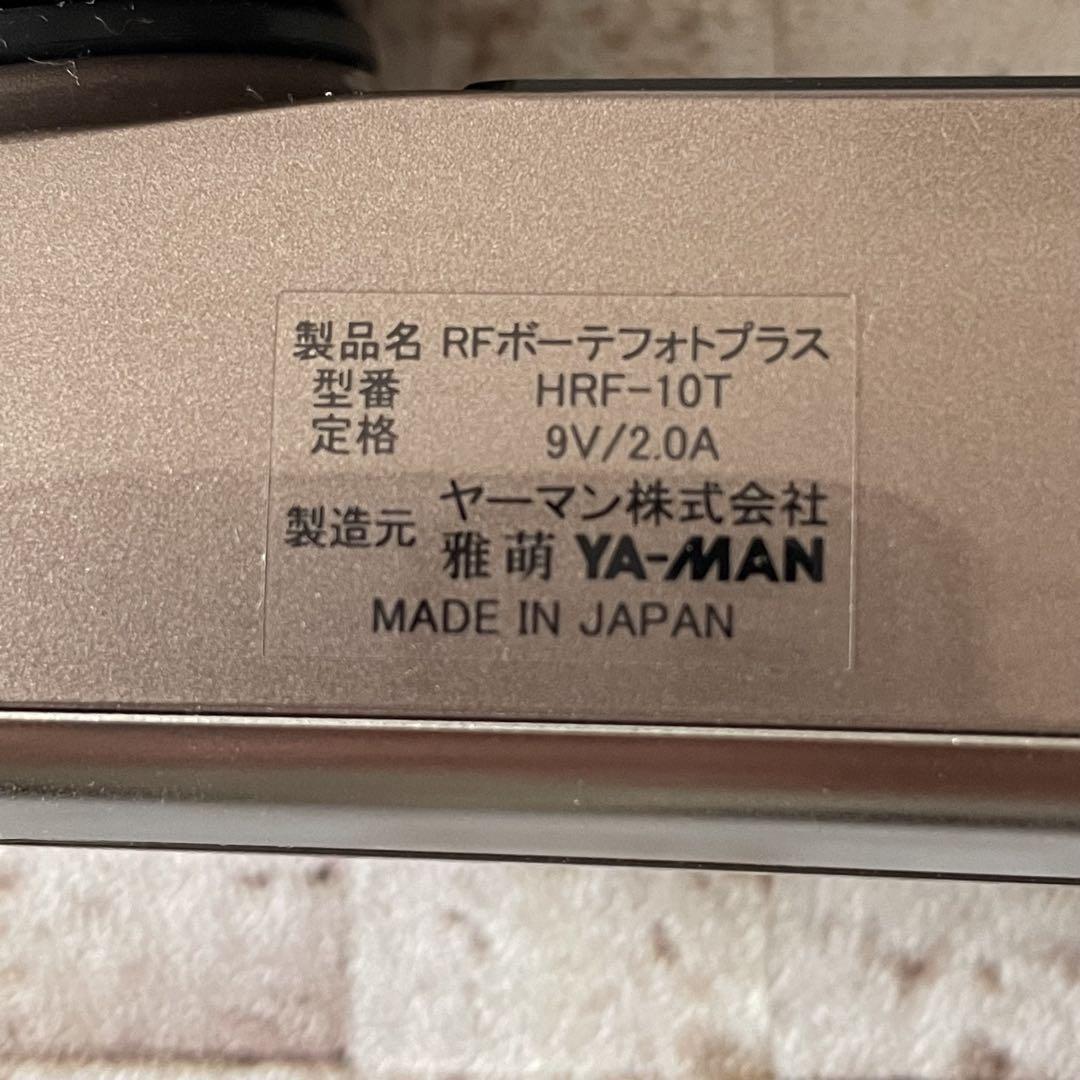 製品名 RFボーテフォトプラス
型番 HRF-10T
定格 9V/2.0A
製造元 ヤーマン株式会社
雅萌 YA-MAN
MADE IN JAPAN